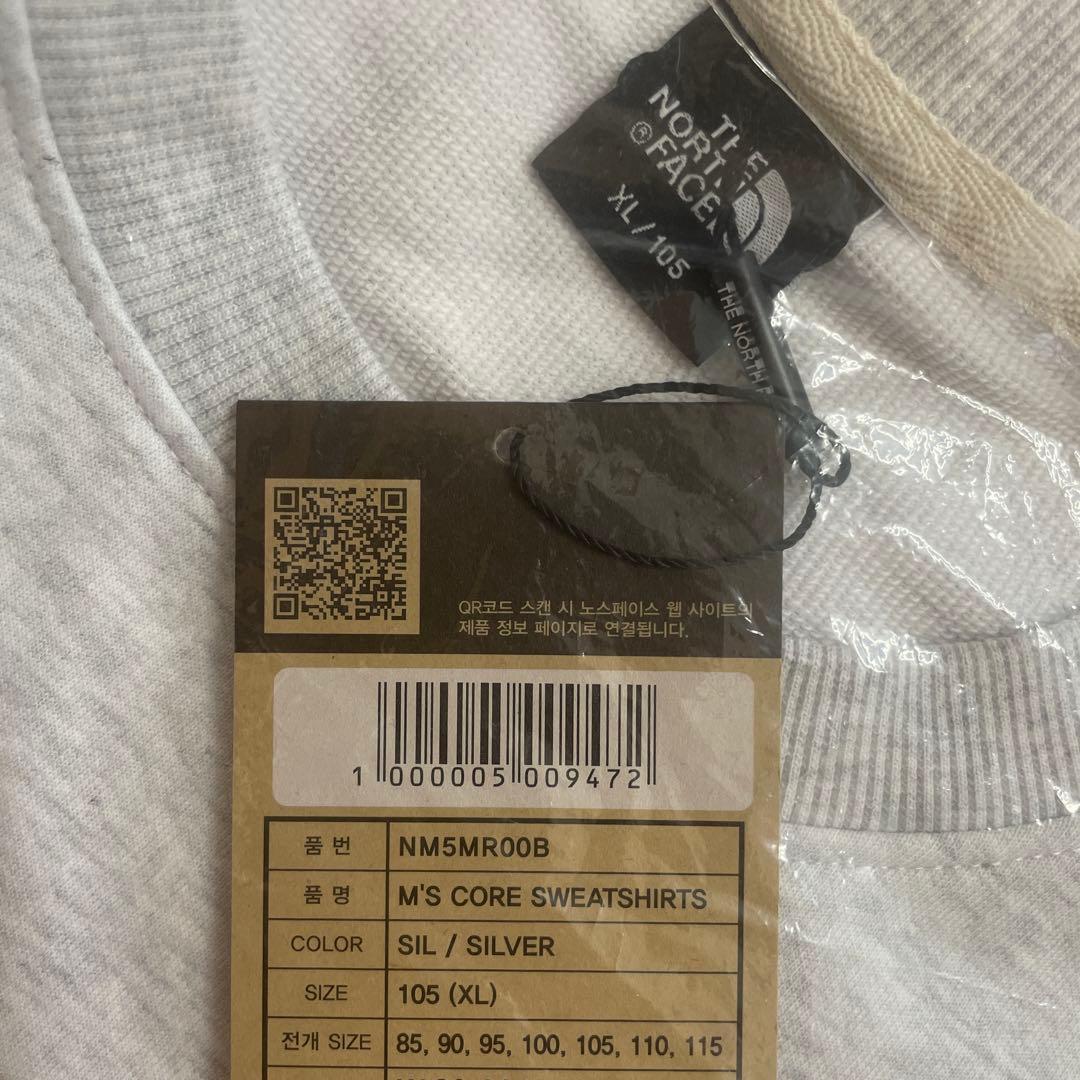 THE
NORTH
FACE
®
XL / 105
THE NORTH F
QR코드 스캔 시 노스페이스 웹 사이트의
제품 정보 페이지로 연결됩니다.
1 000005 009472
품 번 NM5MR00B
품 명 M'S CORE SWEATSHIRTS
COLOR SIL / SILVER
SIZE 105 (XL)
전개 SIZE 85, 90, 95, 100, 105, 110, 115